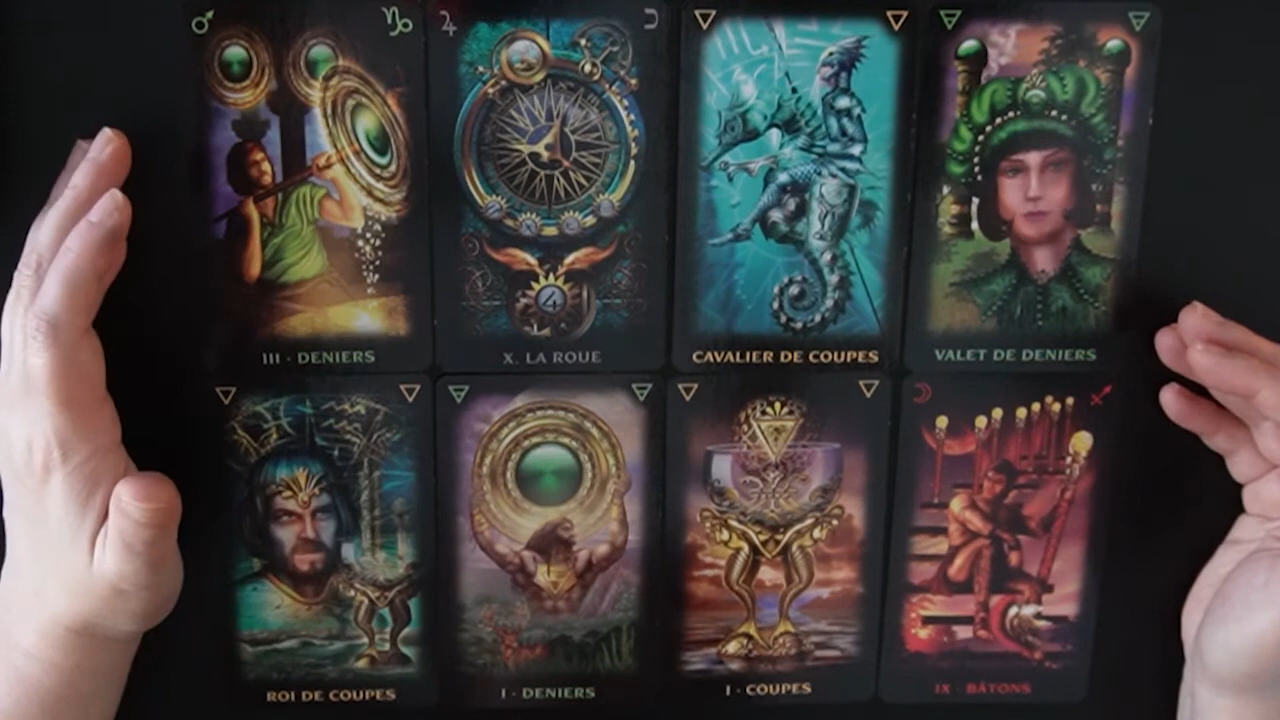 III · DENIERS
X. LA ROUE
CAVALIER DE COUPES
VALET DE DENIERS
ROI DE COUPES
I · DENIERS
I · COUPES
IX · BÂTONS